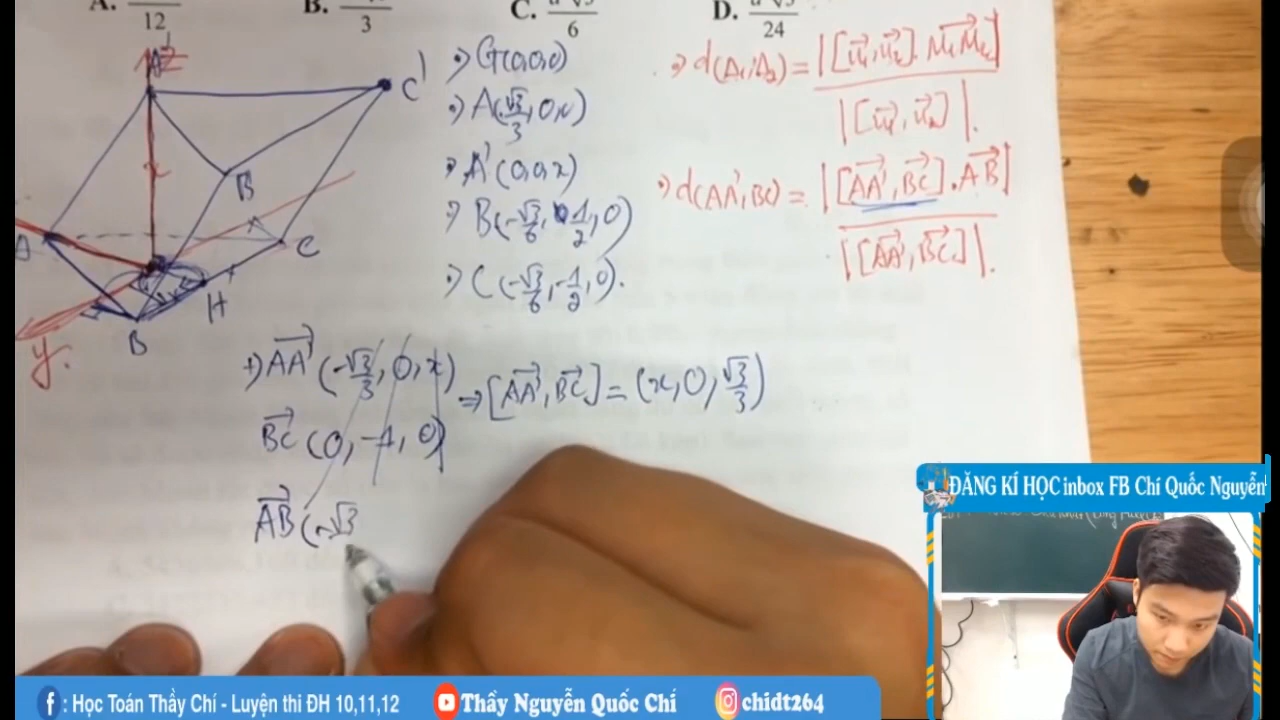 A. 12 B. 3 C. 6 D. 24
z
A'
C'
B'
A
C
H
B
y.
•) G(0,0,0)
•) A(√3/3, 0, 0)
•) A'(0,0,x)
•) B(-√3/6, 1/2, 0)
•) C(-√3/6, -1/2, 0).
•) d(Δ₁;Δ₂) = |[u₁,u₂].M₁M₂| / |[u₁,u₂]|.
•) d(AA',BC) = |[AA',BC].AB| / |[AA',BC]|.
+) AA' (-√3/3, 0, x) ⇒ [AA',BC] = (x,0,√3/3)
BC (0, -1, 0)
AB (-√3
ĐĂNG KÍ HỌC inbox FB Chí Quốc Nguyễn
f : Học Toán Thầy Chí - Luyện thi ĐH 10,11,12 Thầy Nguyễn Quốc Chí chidt264